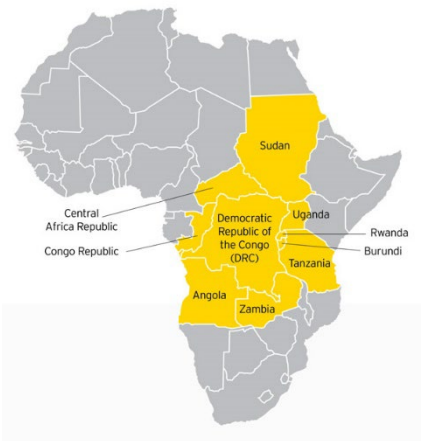 Sudan
Central
Africa Republic
Uganda
Democratic
Republic of
the Congo
(DRC)
Rwanda
Congo Republic
Burundi
Tanzania
Angola
Zambia